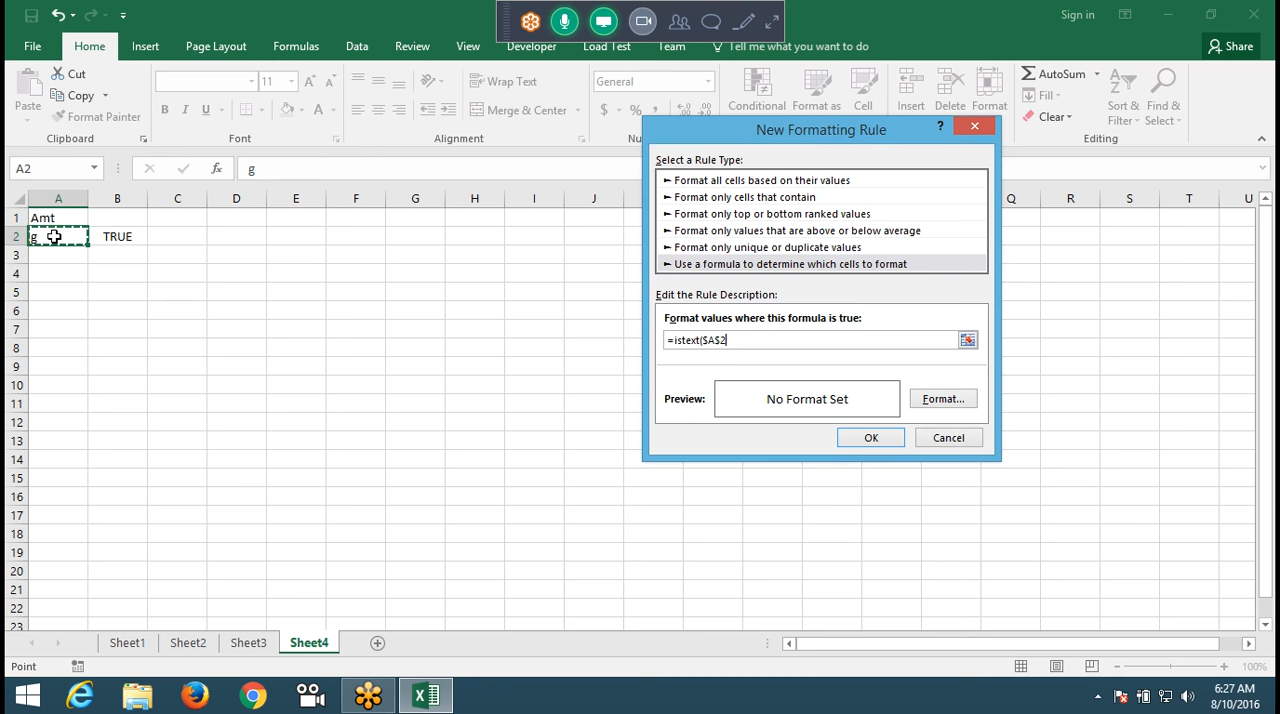 Sign in
File Home Insert Page Layout Formulas Data Review View Developer Load Test Team Tell me what you want to do Share
Paste Cut Copy Format Painter
11
B I U
Wrap Text
Merge & Center
General
$ %
Conditional Format as Cell
Insert Delete Format
AutoSum
Fill
Clear
Sort & Filter
Find & Select
Clipboard Font Alignment Nu Editing
A2 fx g
A B C D E F G H I J Q R S T U
1 Amt
2 g TRUE
3
4
5
6
7
8
9
10
11
12
13
14
15
16
17
18
19
20
21
22
23
New Formatting Rule ?
Select a Rule Type:
► Format all cells based on their values
► Format only cells that contain
► Format only top or bottom ranked values
► Format only values that are above or below average
► Format only unique or duplicate values
► Use a formula to determine which cells to format
Edit the Rule Description:
Format values where this formula is true:
=istext($A$2
Preview: No Format Set Format...
OK Cancel
Sheet1 Sheet2 Sheet3 Sheet4
Point 100%
6:27 AM
8/10/2016